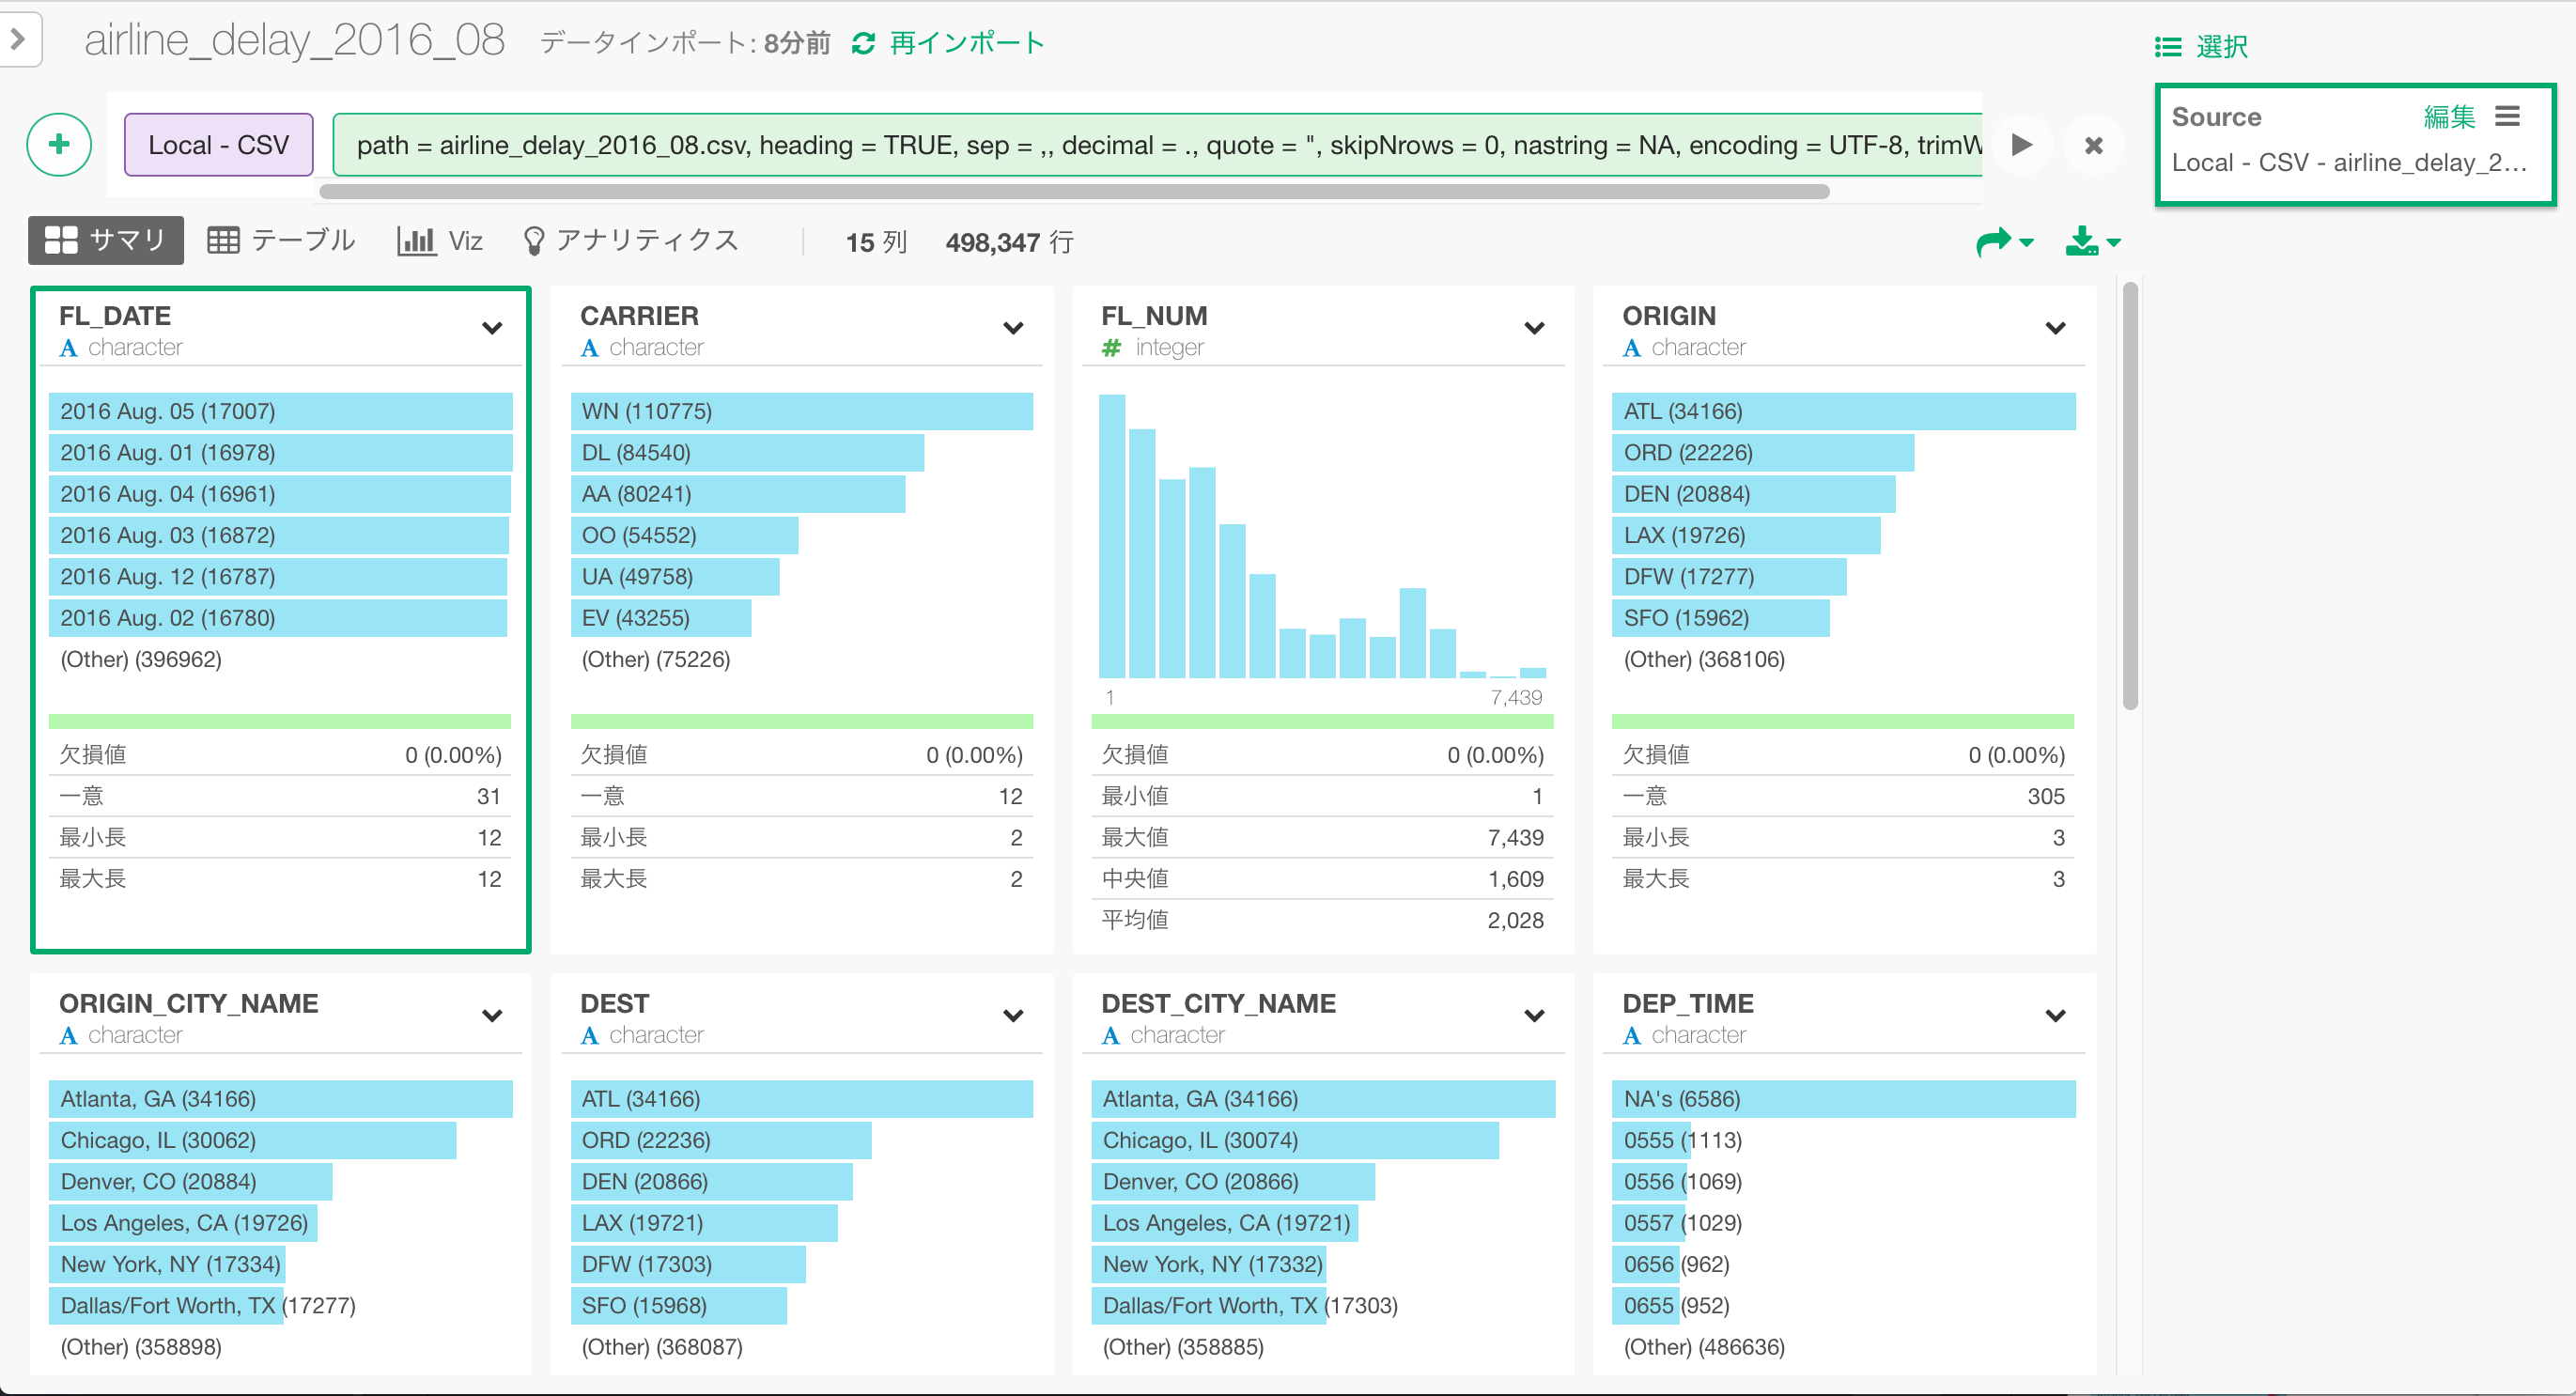 airline_delay_2016_08 データインポート: 8分前 再インポート
選択
Local - CSV path = airline_delay_2016_08.csv, heading = TRUE, sep = ,, decimal = ., quote = ", skipNrows = 0, nastring = NA, encoding = UTF-8, trimW
Source 編集
Local - CSV - airline_delay_2...
サマリ テーブル Viz アナリティクス 15 列 498,347 行
FL_DATE
A character
2016 Aug. 05 (17007)
2016 Aug. 01 (16978)
2016 Aug. 04 (16961)
2016 Aug. 03 (16872)
2016 Aug. 12 (16787)
2016 Aug. 02 (16780)
(Other) (396962)
欠損値 0 (0.00%)
一意 31
最小長 12
最大長 12
CARRIER
A character
WN (110775)
DL (84540)
AA (80241)
OO (54552)
UA (49758)
EV (43255)
(Other) (75226)
欠損値 0 (0.00%)
一意 12
最小長 2
最大長 2
FL_NUM
# integer
1 7,439
欠損値 0 (0.00%)
最小値 1
最大値 7,439
中央値 1,609
平均値 2,028
ORIGIN
A character
ATL (34166)
ORD (22226)
DEN (20884)
LAX (19726)
DFW (17277)
SFO (15962)
(Other) (368106)
欠損値 0 (0.00%)
一意 305
最小長 3
最大長 3
ORIGIN_CITY_NAME
A character
Atlanta, GA (34166)
Chicago, IL (30062)
Denver, CO (20884)
Los Angeles, CA (19726)
New York, NY (17334)
Dallas/Fort Worth, TX (17277)
(Other) (358898)
DEST
A character
ATL (34166)
ORD (22236)
DEN (20866)
LAX (19721)
DFW (17303)
SFO (15968)
(Other) (368087)
DEST_CITY_NAME
A character
Atlanta, GA (34166)
Chicago, IL (30074)
Denver, CO (20866)
Los Angeles, CA (19721)
New York, NY (17332)
Dallas/Fort Worth, TX (17303)
(Other) (358885)
DEP_TIME
A character
NA's (6586)
0555 (1113)
0556 (1069)
0557 (1029)
0656 (962)
0655 (952)
(Other) (486636)